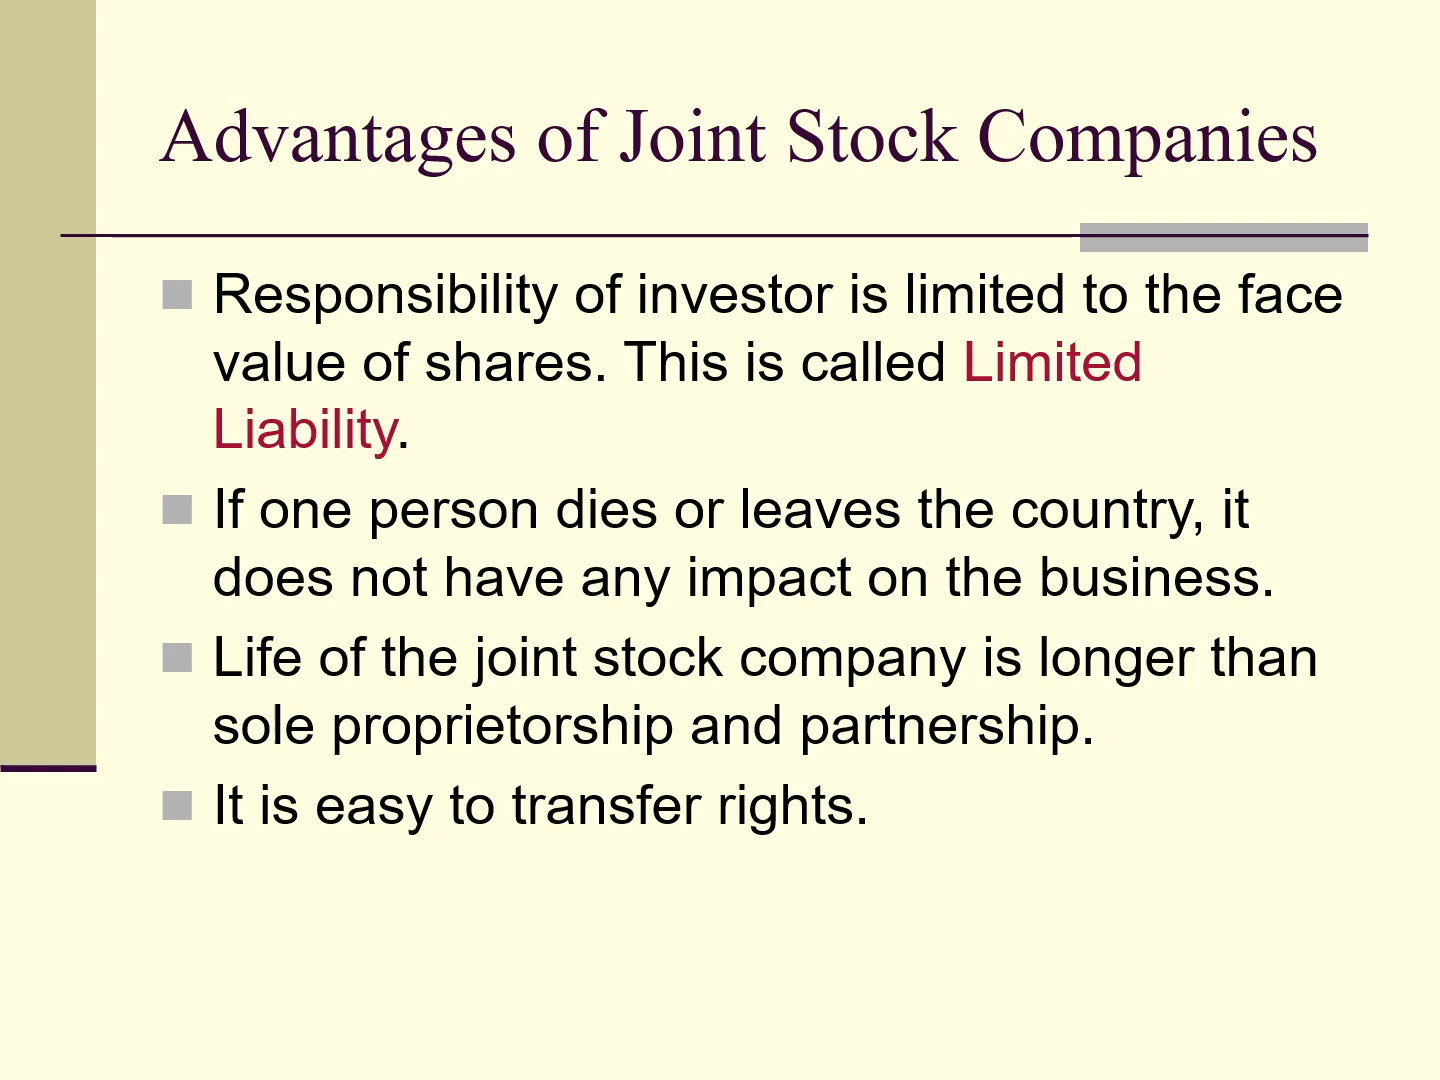 Advantages of Joint Stock Companies
Responsibility of investor is limited to the face
value of shares. This is called Limited
Liability.
If one person dies or leaves the country, it
does not have any impact on the business.
Life of the joint stock company is longer than
sole proprietorship and partnership.
It is easy to transfer rights.